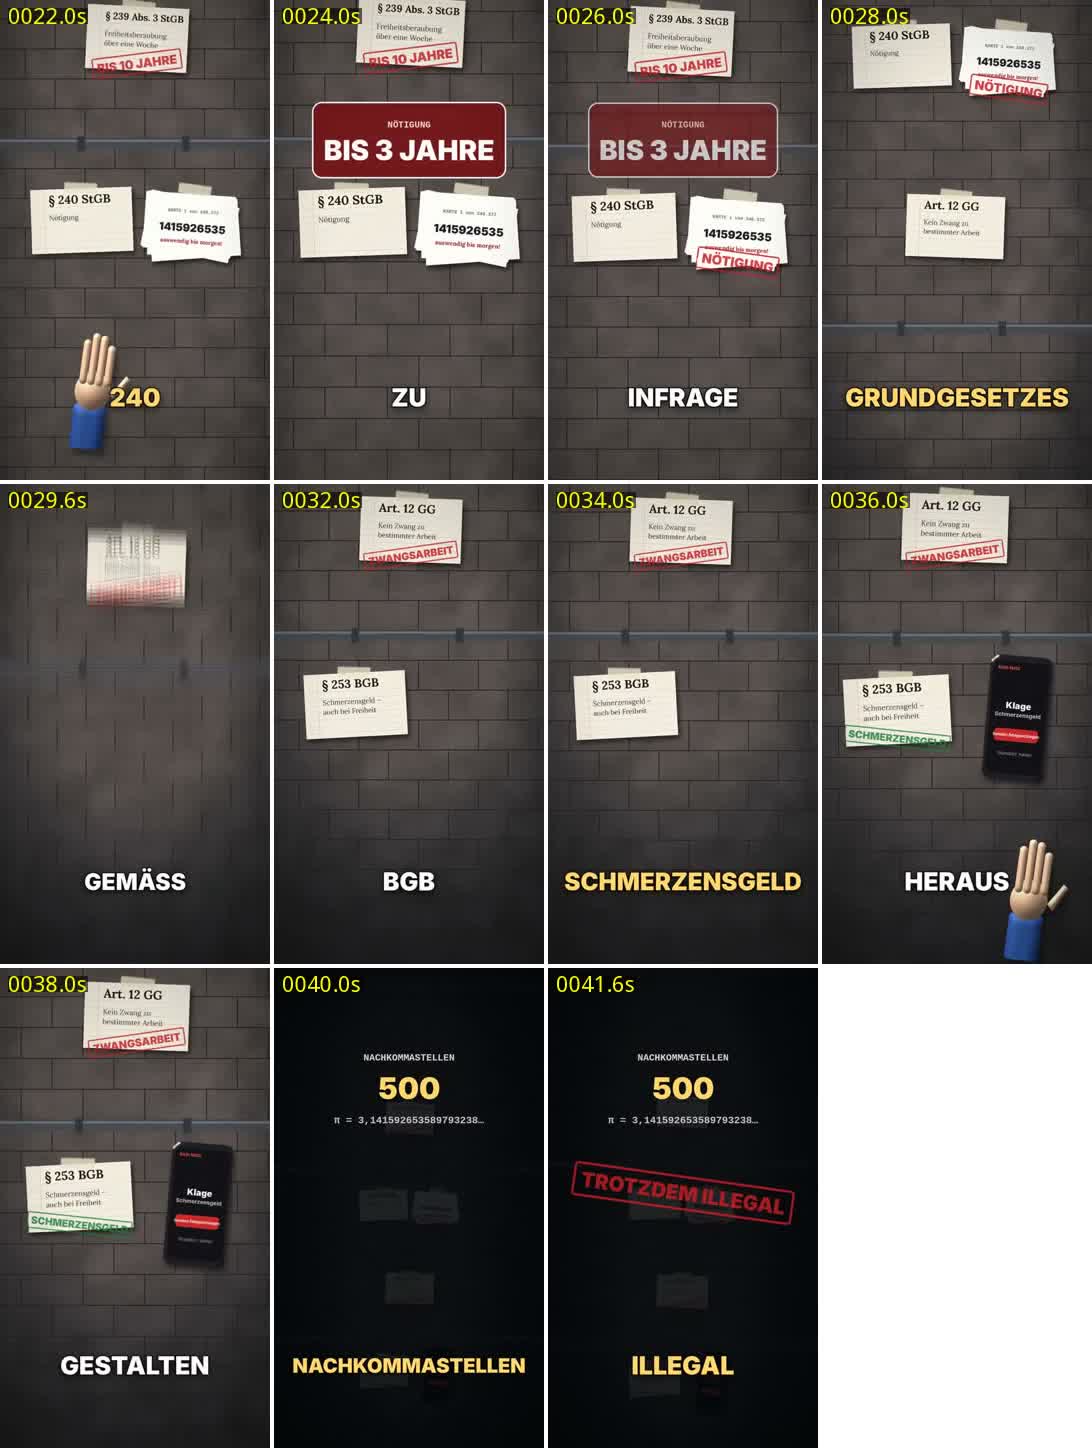 0022.0s
§ 239 Abs. 3 StGB
Freiheitsberaubung
über eine Woche
BIS 10 JAHRE
§ 240 StGB
Nötigung
1415926535
auswendig bis morgen!
240
0024.0s
§ 239 Abs. 3 StGB
Freiheitsberaubung
über eine Woche
BIS 10 JAHRE
NÖTIGUNG
BIS 3 JAHRE
§ 240 StGB
Nötigung
1415926535
auswendig bis morgen!
ZU
0026.0s
§ 239 Abs. 3 StGB
Freiheitsberaubung
über eine Woche
BIS 10 JAHRE
NÖTIGUNG
BIS 3 JAHRE
§ 240 StGB
Nötigung
1415926535
auswendig bis morgen!
NÖTIGUNG
INFRAGE
0028.0s
§ 240 StGB
Nötigung
1415926535
auswendig bis morgen!
NÖTIGUNG
Art. 12 GG
Kein Zwang zu
bestimmter Arbeit
GRUNDGESETZES
0029.6s
GEMÄSS
0032.0s
Art. 12 GG
Kein Zwang zu
bestimmter Arbeit
ZWANGSARBEIT
§ 253 BGB
Schmerzensgeld –
auch bei Freiheit
BGB
0034.0s
Art. 12 GG
Kein Zwang zu
bestimmter Arbeit
ZWANGSARBEIT
§ 253 BGB
Schmerzensgeld –
auch bei Freiheit
SCHMERZENSGELD
0036.0s
Art. 12 GG
Kein Zwang zu
bestimmter Arbeit
ZWANGSARBEIT
§ 253 BGB
Schmerzensgeld –
auch bei Freiheit
SCHMERZENSGELD
Klage
Schmerzensgeld
HERAUS
0038.0s
Art. 12 GG
Kein Zwang zu
bestimmter Arbeit
ZWANGSARBEIT
§ 253 BGB
Schmerzensgeld –
auch bei Freiheit
SCHMERZENSGELD
Klage
Schmerzensgeld
GESTALTEN
0040.0s
NACHKOMMASTELLEN
500
π = 3,141592653589793238…
NACHKOMMASTELLEN
0041.6s
NACHKOMMASTELLEN
500
π = 3,141592653589793238…
TROTZDEM ILLEGAL
ILLEGAL